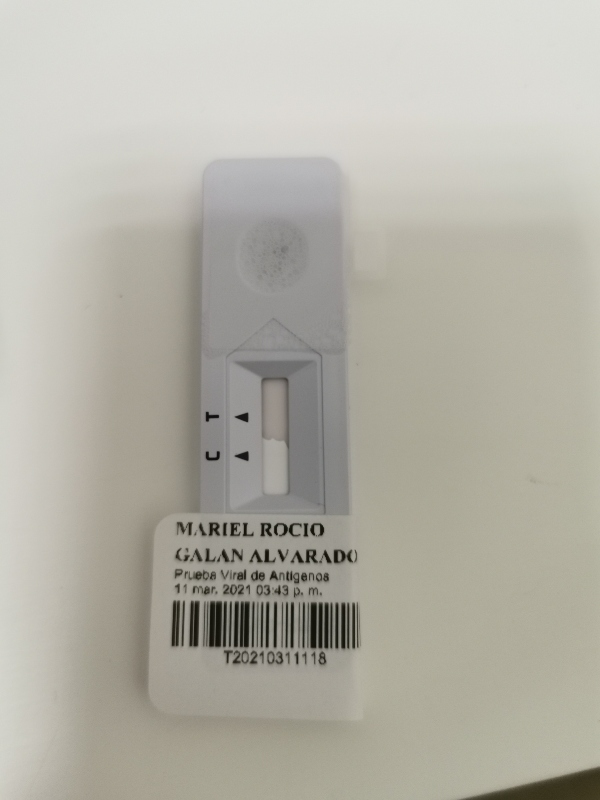 C T
MARIEL ROCIO
GALAN ALVARADO
Prueba Viral de Antigenos
11 mar. 2021 03:43 p. m.
T20210311118